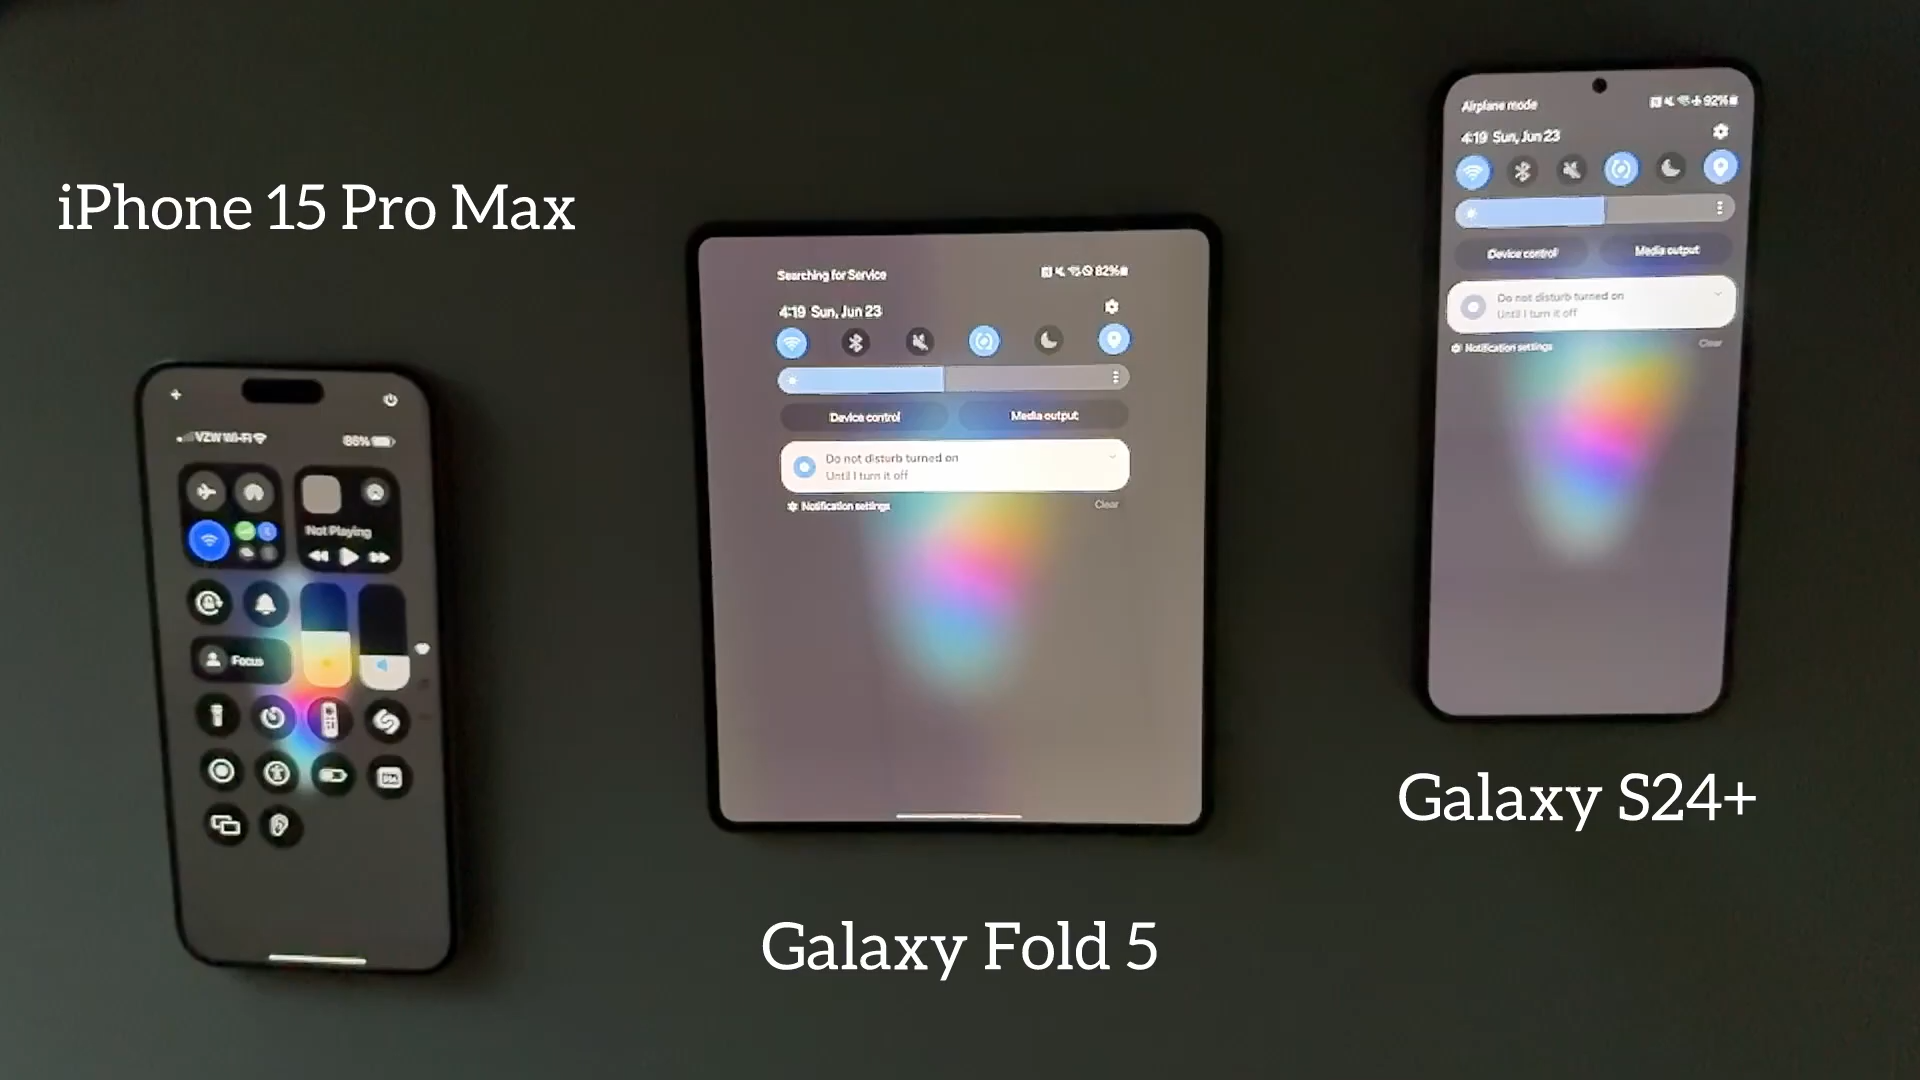 iPhone 15 Pro Max
VZW Wi-Fi 86%
Not Playing
Focus
Searching for Service 82%
4:19 Sun, Jun 23
Device control Media output
Do not disturb turned on
Until I turn it off
Notification settings Clear
Galaxy Fold 5
Airplane mode 92%
4:19 Sun, Jun 23
Device control Media output
Do not disturb turned on
Until I turn it off
Notification settings Clear
Galaxy S24+